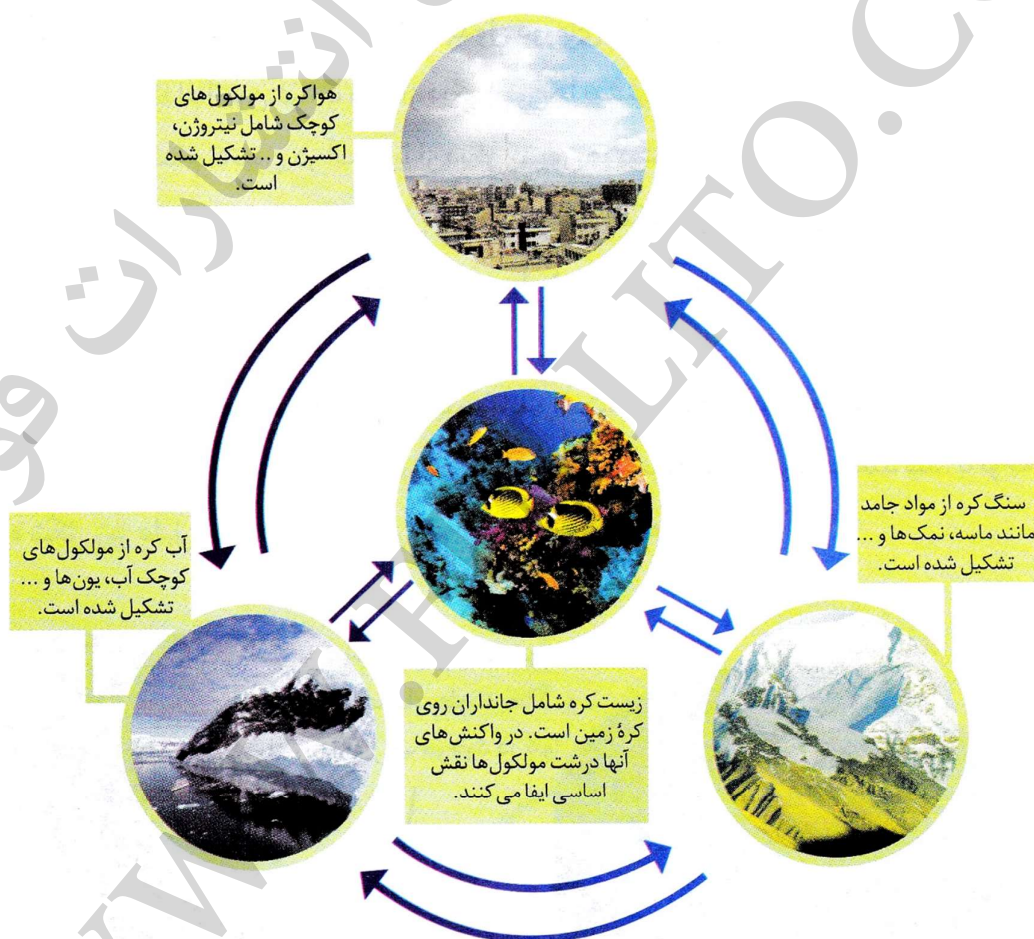 هواکره از مولکول‌های
کوچک شامل نیتروژن،
اکسیژن و .. تشکیل شده
است.
سنگ کره از مواد جامد
مانند ماسه، نمک‌ها و ...
تشکیل شده است.
آب کره از مولکول‌های
کوچک آب، یون‌ها و ...
تشکیل شده است.
زیست کره شامل جانداران روی
کرهٔ زمین است. در واکنش‌های
آنها درشت مولکول‌ها نقش
اساسی ایفا می‌کنند.
انتشارات